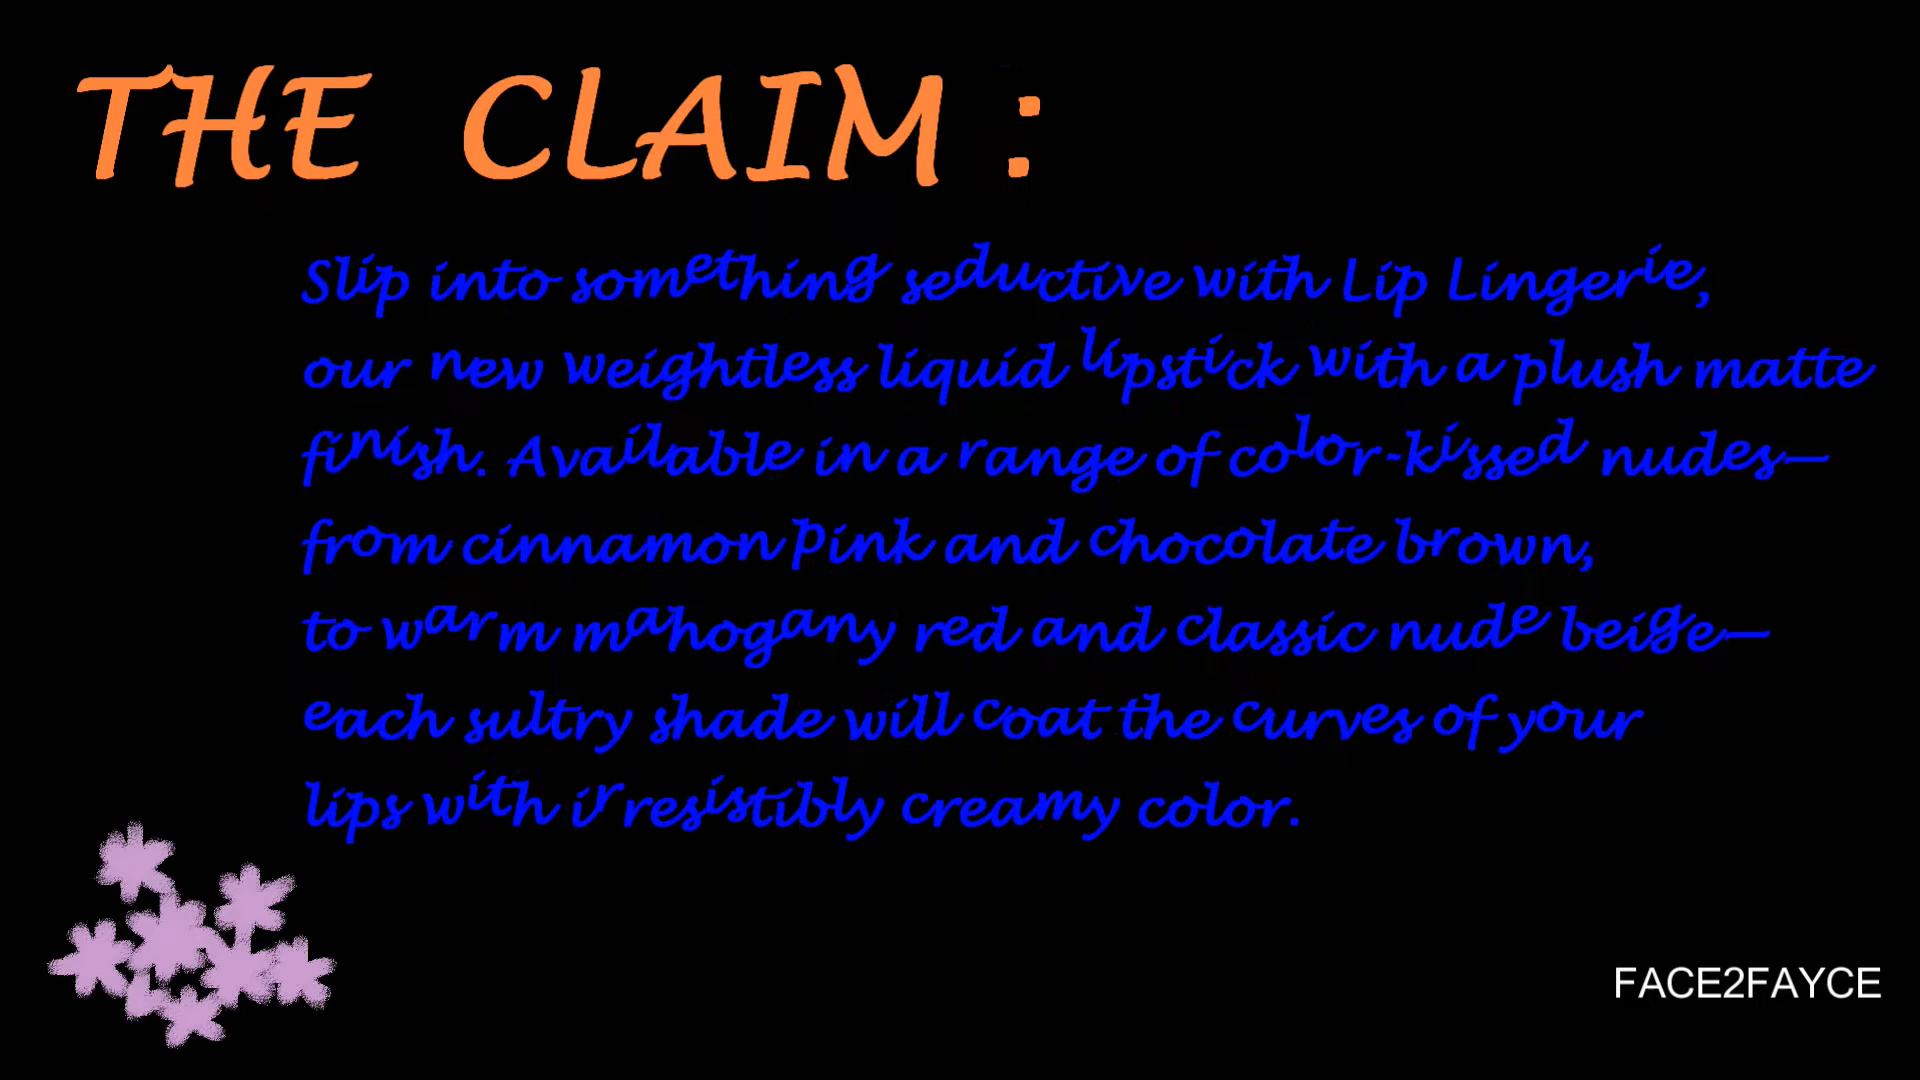 THE CLAIM :
Slip into something seductive with Lip Lingerie,
our new weightless liquid lipstick with a plush matte
finish. Available in a range of color-kissed nudes—
from cinnamon pink and chocolate brown,
to warm mahogany red and classic nude beige—
each sultry shade will coat the curves of your
lips with irresistibly creamy color.
FACE2FAYCE